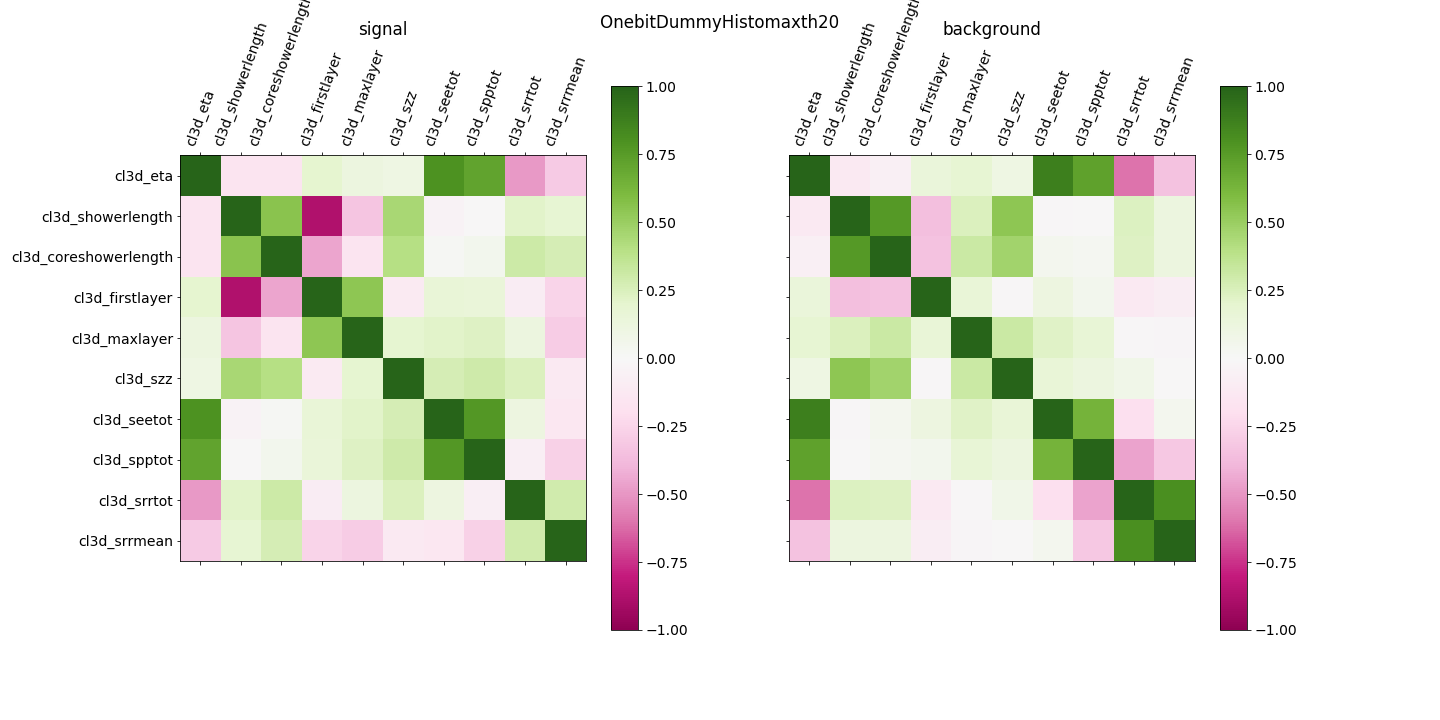 OnebitDummyHistomaxth20
signal
background
cl3d_eta
cl3d_showerlength
cl3d_coreshowerlength
cl3d_firstlayer
cl3d_maxlayer
cl3d_szz
cl3d_seetot
cl3d_spptot
cl3d_srrtot
cl3d_srrmean
cl3d_eta
cl3d_showerlength
cl3d_coreshowerlength
cl3d_firstlayer
cl3d_maxlayer
cl3d_szz
cl3d_seetot
cl3d_spptot
cl3d_srrtot
cl3d_srrmean
1.00
0.75
0.50
0.25
0.00
−0.25
−0.50
−0.75
−1.00
cl3d_eta
cl3d_showerlength
cl3d_coreshowerlength
cl3d_firstlayer
cl3d_maxlayer
cl3d_szz
cl3d_seetot
cl3d_spptot
cl3d_srrtot
cl3d_srrmean
1.00
0.75
0.50
0.25
0.00
−0.25
−0.50
−0.75
−1.00